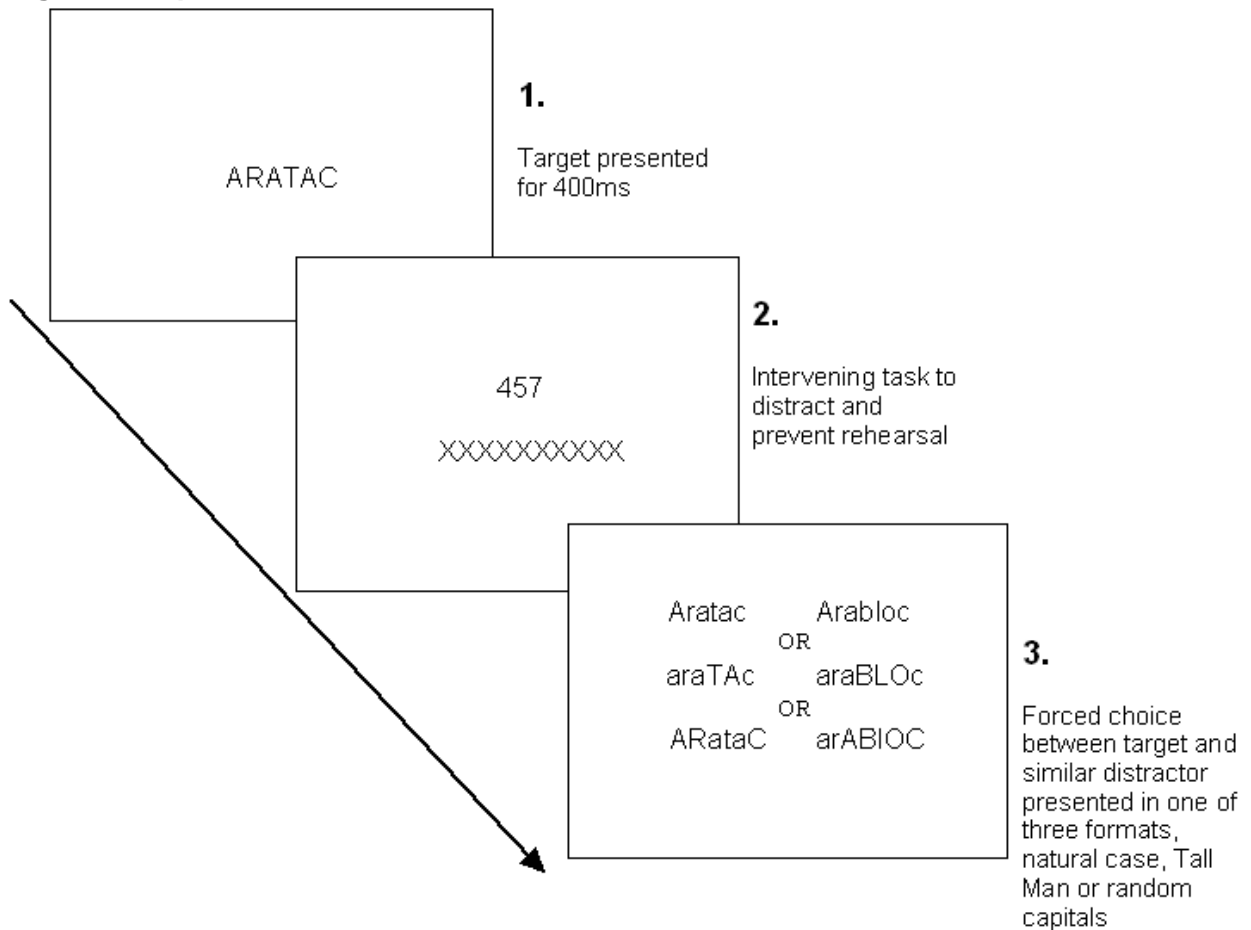 ARATAC
1.
Target presented
for 400ms
457
XXXXXXXXXXX
2.
Intervening task to
distract and
prevent rehearsal
Aratac Arabloc
OR
araTAc araBLOc
OR
ARataC arABlOC
3.
Forced choice
between target and
similar distractor
presented in one of
three formats,
natural case, Tall
Man or random
capitals